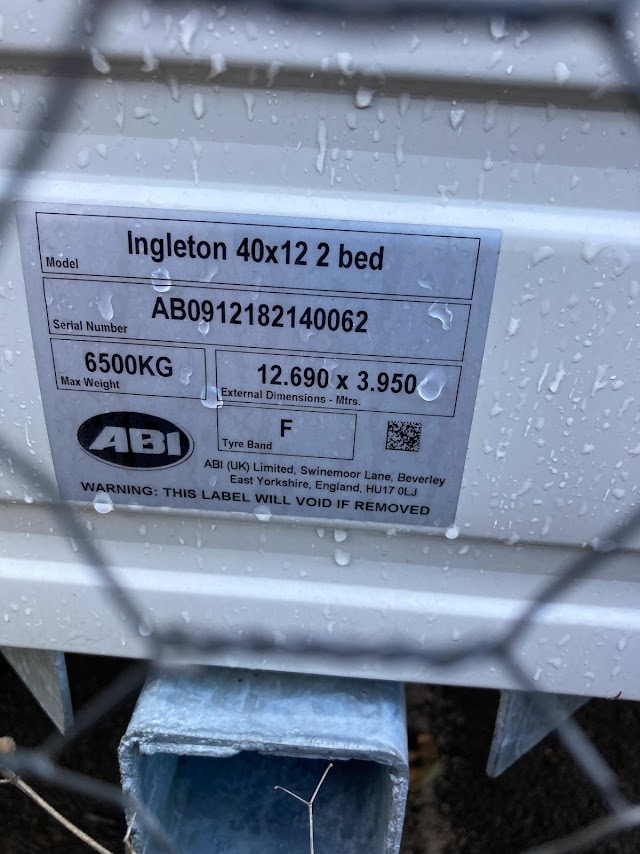 Ingleton 40x12 2 bed
Model
AB0912182140062
Serial Number
6500KG
Max Weight
12.690 x 3.950
External Dimensions - Mtrs.
F
Tyre Band
ABI
ABI (UK) Limited, Swinemoor Lane, Beverley
East Yorkshire, England, HU17 0LJ
WARNING: THIS LABEL WILL VOID IF REMOVED